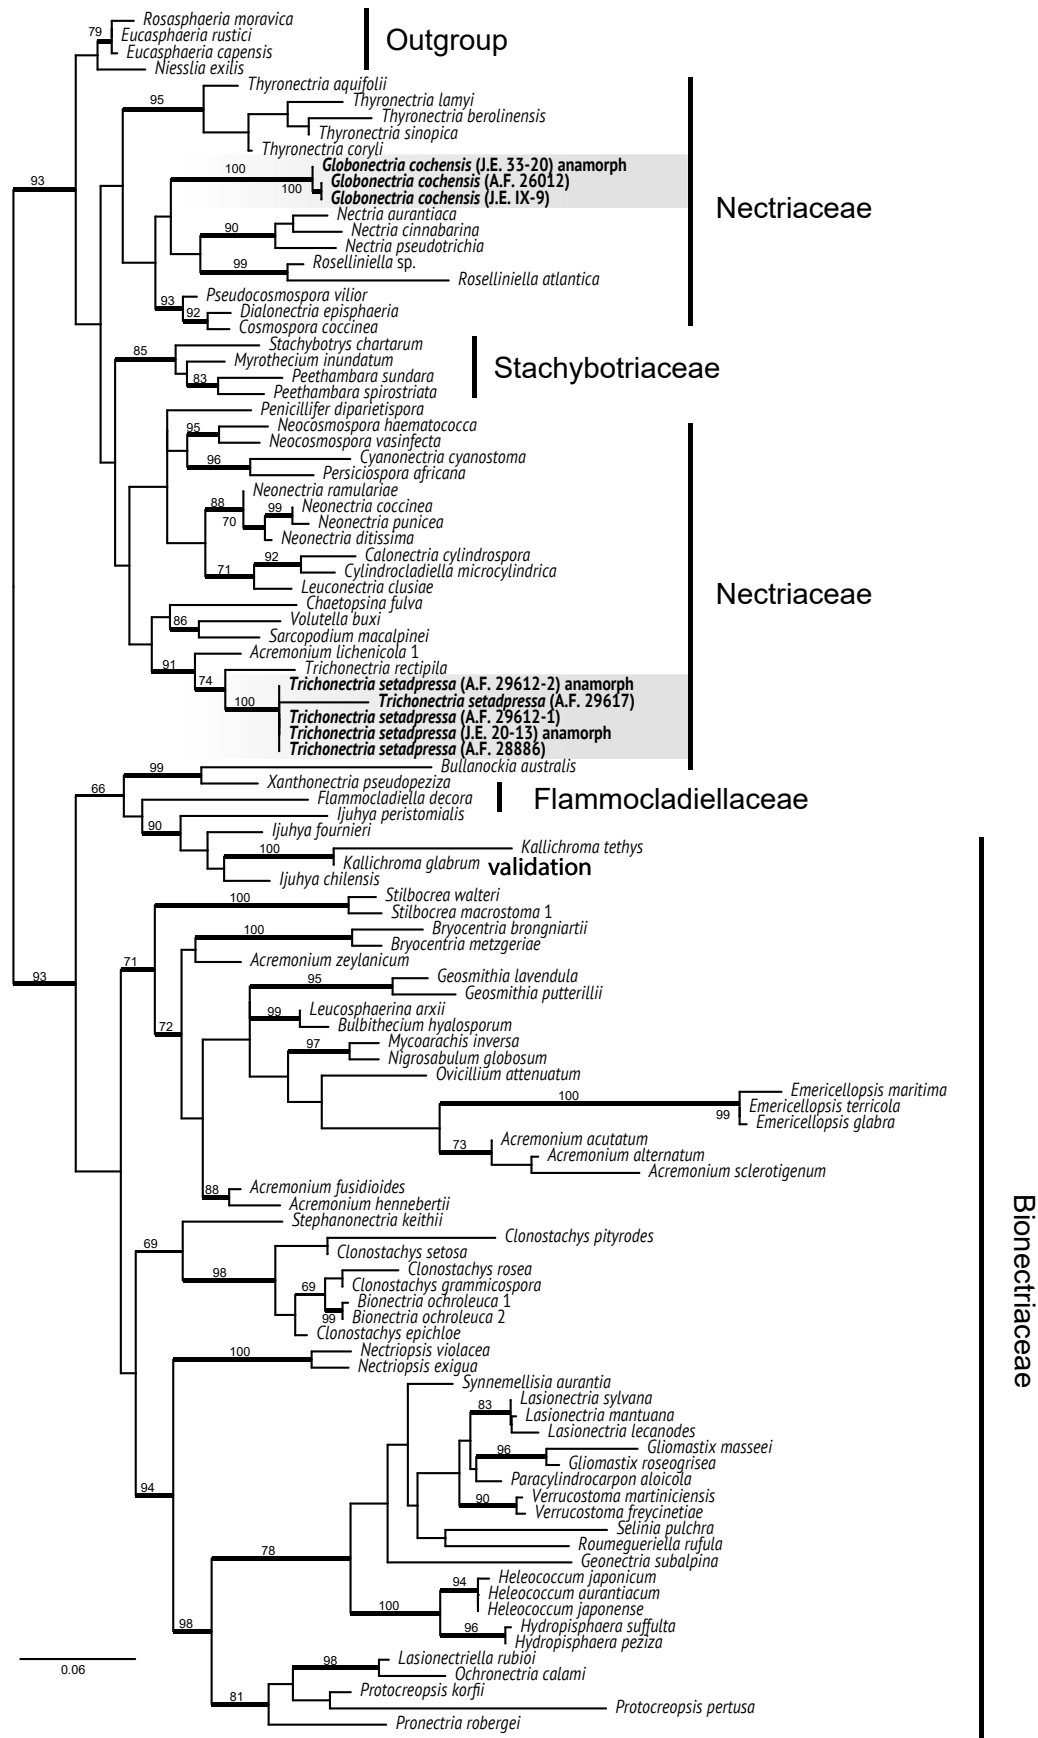 Rosasphaeria moravica
79
Eucasphaeria rustici
Eucasphaeria capensis
Niesslia exilis
Outgroup
Thyronectria aquifolii
95
Thyronectria lamyi
Thyronectria berolinensis
Thyronectria sinopica
Thyronectria coryli
100
Globonectria cochensis (J.E. 33-20) anamorph
93
100
Globonectria cochensis (A.F. 26012)
Globonectria cochensis (J.E. IX-9)
Nectriaceae
Nectria aurantiaca
90
Nectria cinnabarina
Nectria pseudotrichia
99
Roselliniella sp.
Roselliniella atlantica
93
Pseudocosmospora vilior
92
Dialonectria episphaeria
Cosmospora coccinea
85
Stachybotrys chartarum
Myrothecium inundatum
83
Peethambara sundara
Peethambara spirostriata
Stachybotriaceae
Penicillifer diparietispora
95
Neocosmospora haematococca
Neocosmospora vasinfecta
96
Cyanonectria cyanostoma
Persiciospora africana
Neonectria ramulariae
88
99
Neonectria coccinea
70
Neonectria punicea
Neonectria ditissima
92
Calonectria cylindrospora
71
Cylindrocladiella microcylindrica
Leuconectria clusiae
Nectriaceae
Chaetopsina fulva
86
Volutella buxi
Sarcopodium macalpinei
91
Acremonium lichenicola 1
74
Trichonectria rectipila
100
Trichonectria setadpressa (A.F. 29612-2) anamorph
Trichonectria setadpressa (A.F. 29617)
Trichonectria setadpressa (A.F. 29612-1)
Trichonectria setadpressa (J.E. 20-13) anamorph
Trichonectria setadpressa (A.F. 28886)
99
Bullanockia australis
66
Xanthonectria pseudopeziza
Flammocladiella decora
Flammocladiellaceae
90
Ijuhya peristomialis
Ijuhya fournieri
100
Kallichroma tethys
Kallichroma glabrum validation
Ijuhya chilensis
100
Stilbocrea walteri
Stilbocrea macrostoma 1
100
Bryocentria brongniartii
Bryocentria metzgeriae
71
Acremonium zeylanicum
93
95
Geosmithia lavendula
Geosmithia putterillii
99
Leucosphaerina arxii
72
Bulbithecium hyalosporum
97
Mycoarachis inversa
Nigrosabulum globosum
Ovicillium attenuatum
100
Emericellopsis maritima
99
Emericellopsis terricola
Emericellopsis glabra
73
Acremonium acutatum
Acremonium alternatum
Acremonium sclerotigenum
88
Acremonium fusidioides
Acremonium hennebertii
Stephanonectria keithii
69
Clonostachys pityrodes
Clonostachys setosa
98
Clonostachys rosea
69
Clonostachys grammicospora
Bionectria ochroleuca 1
99
Bionectria ochroleuca 2
Clonostachys epichloe
Bionectriaceae
100
Nectriopsis violacea
Nectriopsis exigua
Synnemellisia aurantia
83
Lasionectria sylvana
Lasionectria mantuana
Lasionectria lecanodes
96
Gliomastix masseei
Gliomastix roseogrisea
Paracylindrocarpon aloicola
94
90
Verrucostoma martiniciensis
Verrucostoma freycinetiae
Selinia pulchra
78
Roumegueriella rufula
Geonectria subalpina
94
Heleococcum japonicum
Heleococcum aurantiacum
100
Heleococcum japonense
98
96
Hydropisphaera suffulta
Hydropisphaera peziza
98
Lasionectriella rubioi
0.06
Ochronectria calami
81
Protocreopsis korfii
Protocreopsis pertusa
Pronectria robergei